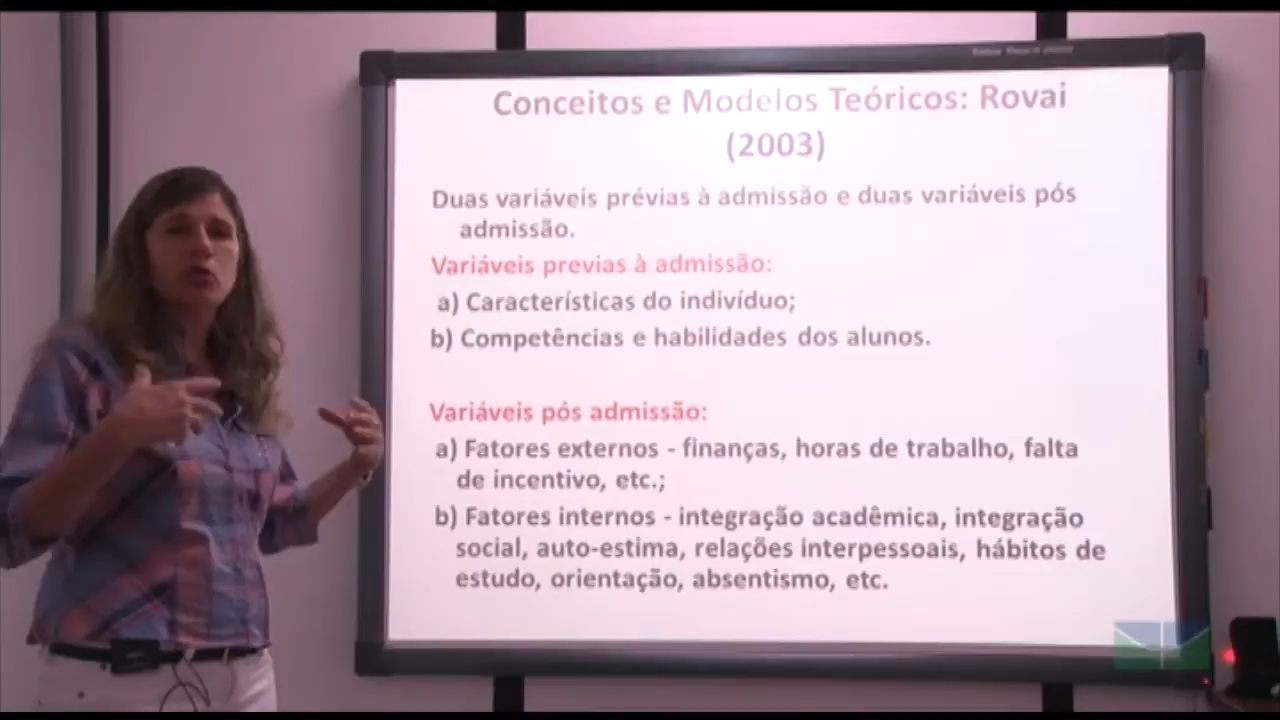 Conceitos e Modelos Teóricos: Rovai
(2003)
Duas variáveis prévias à admissão e duas variáveis pós
admissão.
Variáveis previas à admissão:
a) Características do indivíduo;
b) Competências e habilidades dos alunos.
Variáveis pós admissão:
a) Fatores externos - finanças, horas de trabalho, falta
de incentivo, etc.;
b) Fatores internos - integração acadêmica, integração
social, auto-estima, relações interpessoais, hábitos de
estudo, orientação, absentismo, etc.